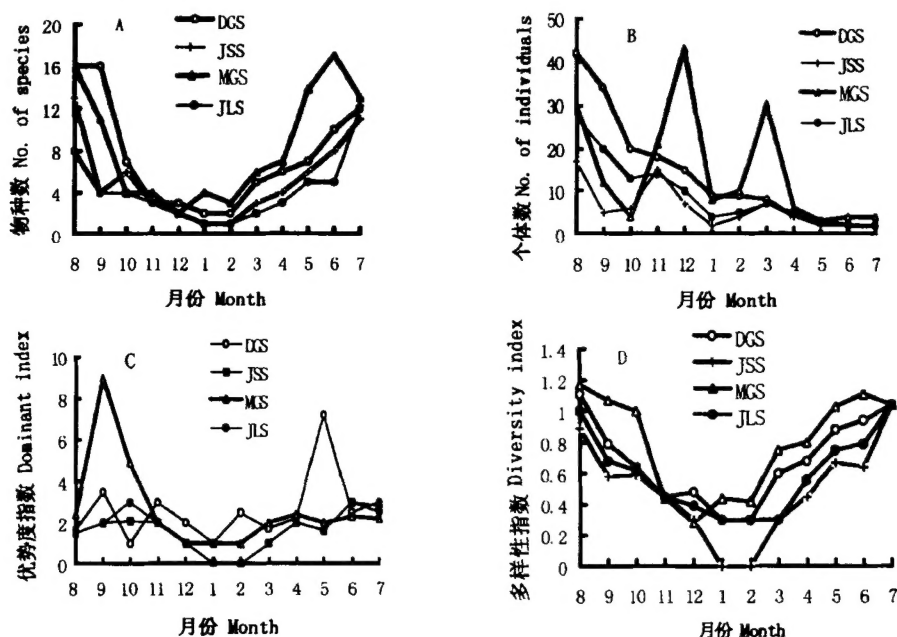 A
DGS
JSS
MGS
JLS
物种数 No. of species
20
16
12
8
4
0
8 9 10 11 12 1 2 3 4 5 6 7
月份 Month
B
DGS
JSS
MGS
JLS
个体数 No. of individuals
50
40
30
20
10
0
8 9 10 11 12 1 2 3 4 5 6 7
月份 Month
C
DGS
JSS
MGS
JLS
优势度指数 Dominant index
10
8
6
4
2
0
8 9 10 11 12 1 2 3 4 5 6 7
月份 Month
D
DGS
JSS
MGS
JLS
多样性指数 Diversity index
1.4
1.2
1
0.8
0.6
0.4
0.2
0
8 9 10 11 12 1 2 3 4 5 6 7
月份 Month